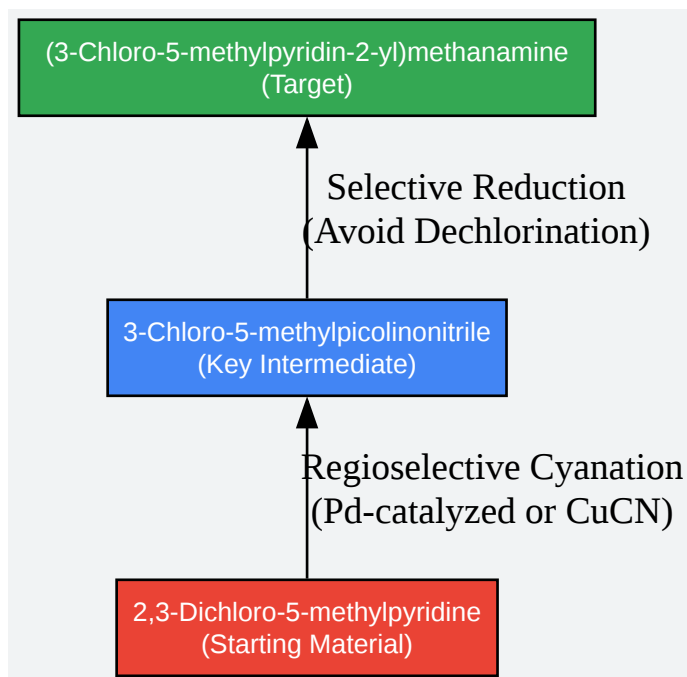 (3-Chloro-5-methylpyridin-2-yl)methanamine
(Target)
Selective Reduction
(Avoid Dechlorination)
3-Chloro-5-methylpicolinonitrile
(Key Intermediate)
Regioselective Cyanation
(Pd-catalyzed or CuCN)
2,3-Dichloro-5-methylpyridine
(Starting Material)